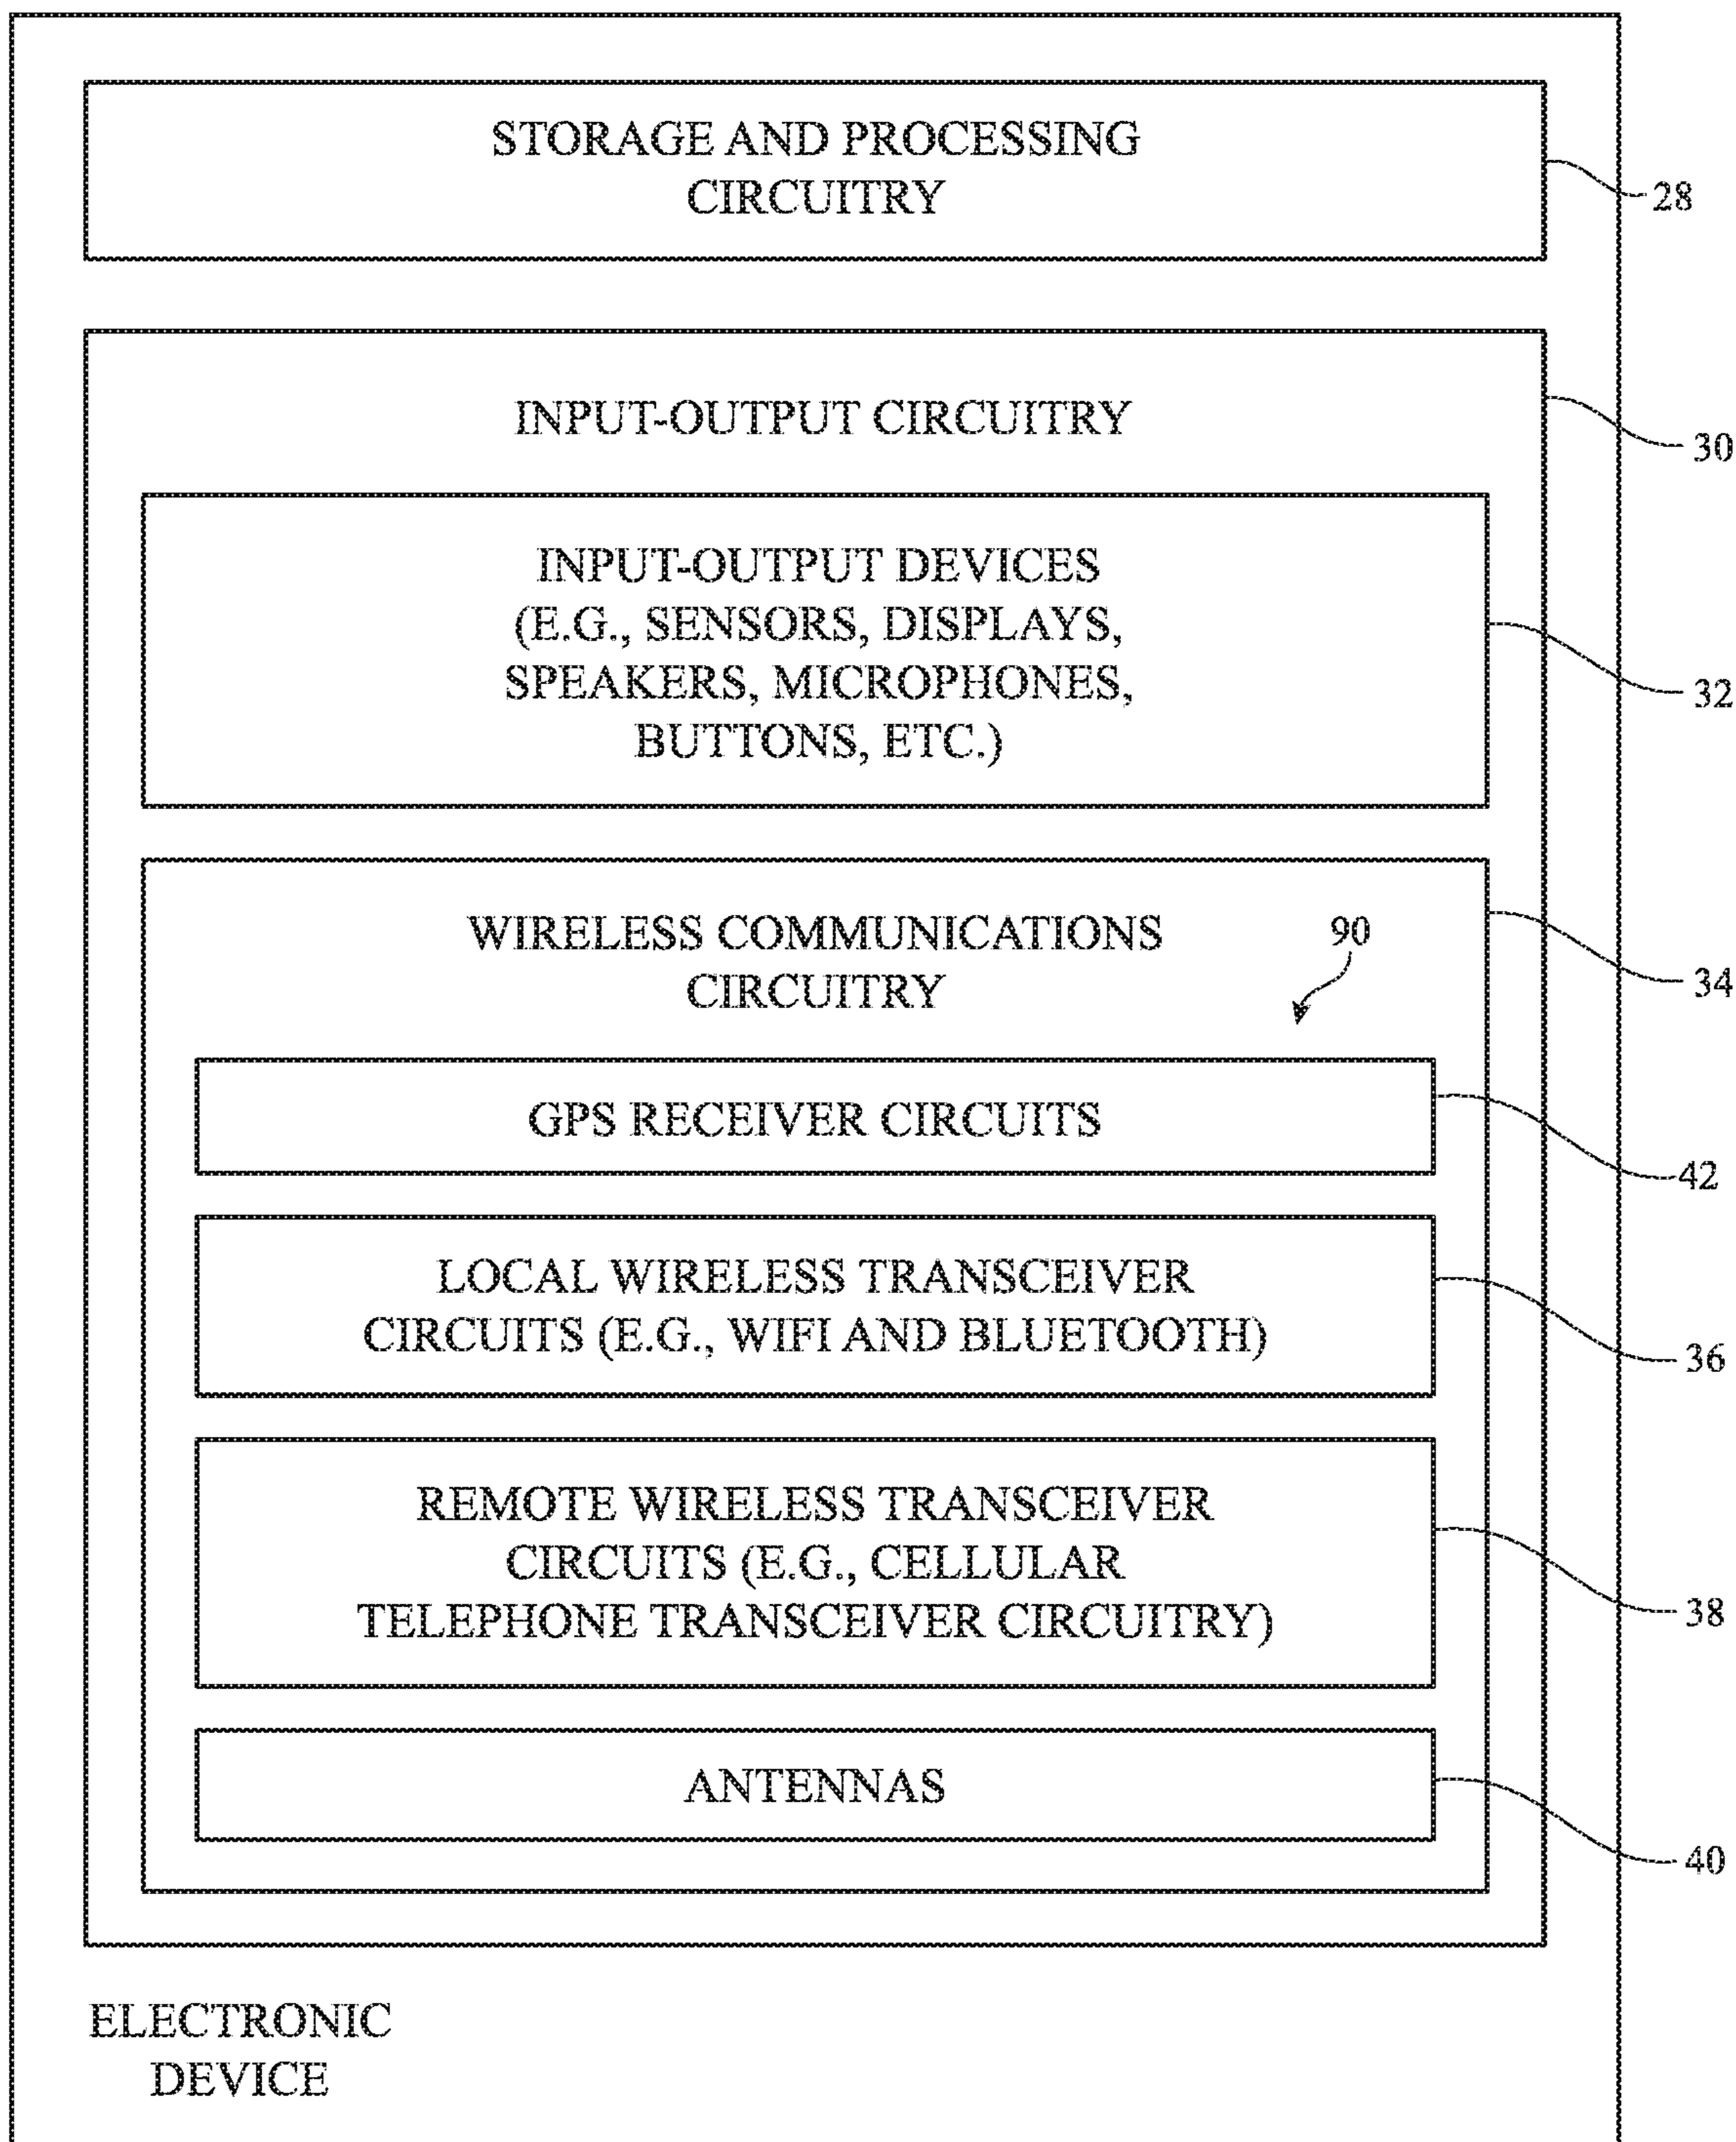 STORAGE AND PROCESSING
CIRCUITRY
28
INPUT-OUTPUT CIRCUITRY
30
INPUT-OUTPUT DEVICES
(E.G., SENSORS, DISPLAYS,
SPEAKERS, MICROPHONES,
BUTTONS, ETC.)
32
WIRELESS COMMUNICATIONS
CIRCUITRY
90
34
GPS RECEIVER CIRCUITS
42
LOCAL WIRELESS TRANSCEIVER
CIRCUITS (E.G., WIFI AND BLUETOOTH)
36
REMOTE WIRELESS TRANSCEIVER
CIRCUITS (E.G., CELLULAR
TELEPHONE TRANSCEIVER CIRCUITRY)
38
ANTENNAS
40
ELECTRONIC
DEVICE